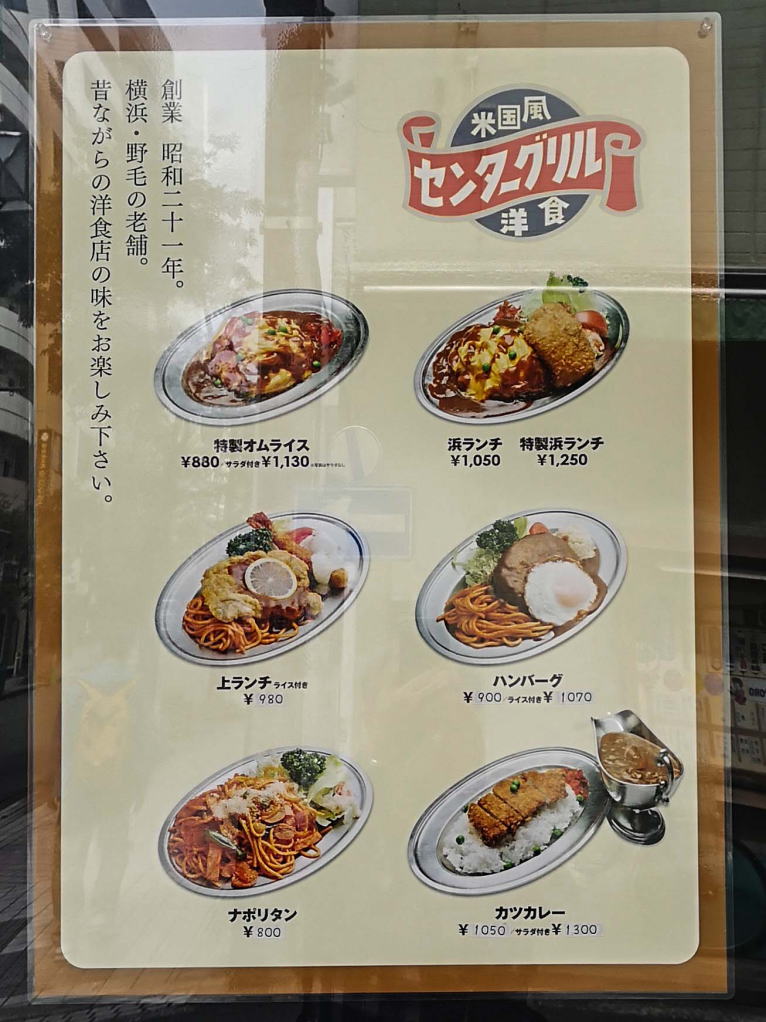 創業 昭和二十一年。
横浜・野毛の老舗。
昔ながらの洋食店の味をお楽しみ下さい。
米国風
センターグリル
洋食
特製オムライス
¥880/サラダ付き¥1,130
浜ランチ 特製浜ランチ
¥1,050 ¥1,250
上ランチ ライス付き
¥980
ハンバーグ
¥900/ライス付き¥1070
ナポリタン
¥800
カツカレー
¥1050/サラダ付き¥1300